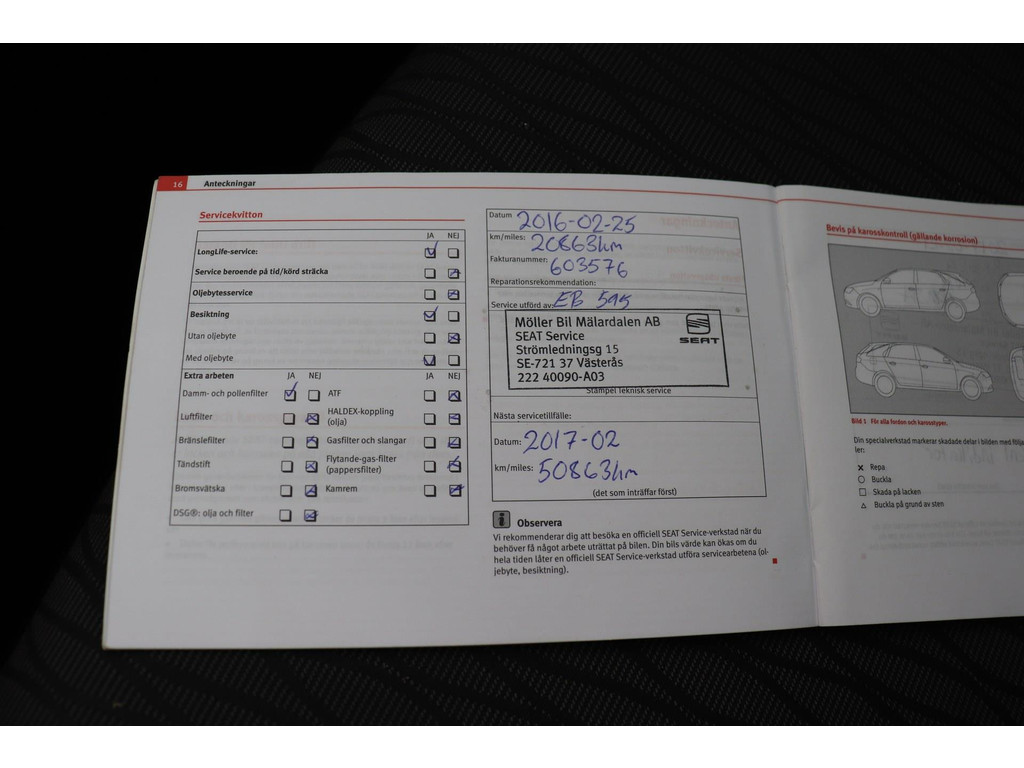 16 Anteckningar
Servicekvitton
JA NEJ
LongLife-service:
Service beroende på tid/körd sträcka
Oljebytesservice
Besiktning
Utan oljebyte
Med oljebyte
Extra arbeten JA NEJ JA NEJ
Damm- och pollenfilter ATF
Luftfilter HALDEX-koppling
(olja)
Bränslefilter Gasfilter och slangar
Tändstift Flytande-gas-filter
(pappersfilter)
Bromsvätska Kamrem
DSG®: olja och filter
Datum 2016-02-25
km/miles: 20863km
Fakturanummer: 603576
Reparationsrekommendation:
Service utförd av: EB 595
Möller Bil Mälardalen AB
SEAT Service
Strömledningsg 15
SE-721 37 Västerås
222 40090-A03
SEAT
Stämpel Teknisk service
Nästa servicetillfälle:
Datum: 2017-02
km/miles: 50863km
(det som inträffar först)
Observera
Vi rekommenderar dig att besöka en officiell SEAT Service-verkstad när du
behöver få något arbete uträttat på bilen. Din bils värde kan ökas om du
hela tiden låter en officiell SEAT Service-verkstad utföra servicearbetena (ol-
jebyte, besiktning).
Bevis på karosskontroll (gällande korrosion)
Bild 1 För alla fordon och karosstyper.
Din specialverkstad markerar skadade delar i bilden med följa
ler:
x Repa
○ Buckla
□ Skada på lacken
△ Buckla på grund av sten